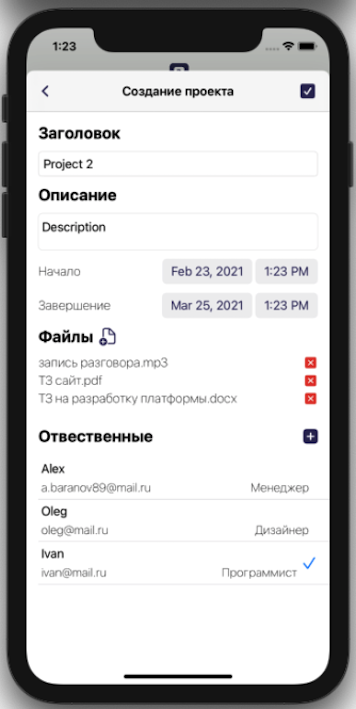 1:23
Создание проекта
Заголовок
Project 2
Описание
Description
Начало Feb 23, 2021 1:23 PM
Завершение Mar 25, 2021 1:23 PM
Файлы
запись разговора.mp3
ТЗ сайт.pdf
ТЗ на разработку платформы.docx
Отвественные
Alex
a.baranov89@mail.ru Менеджер
Oleg
oleg@mail.ru Дизайнер
Ivan
ivan@mail.ru Программист